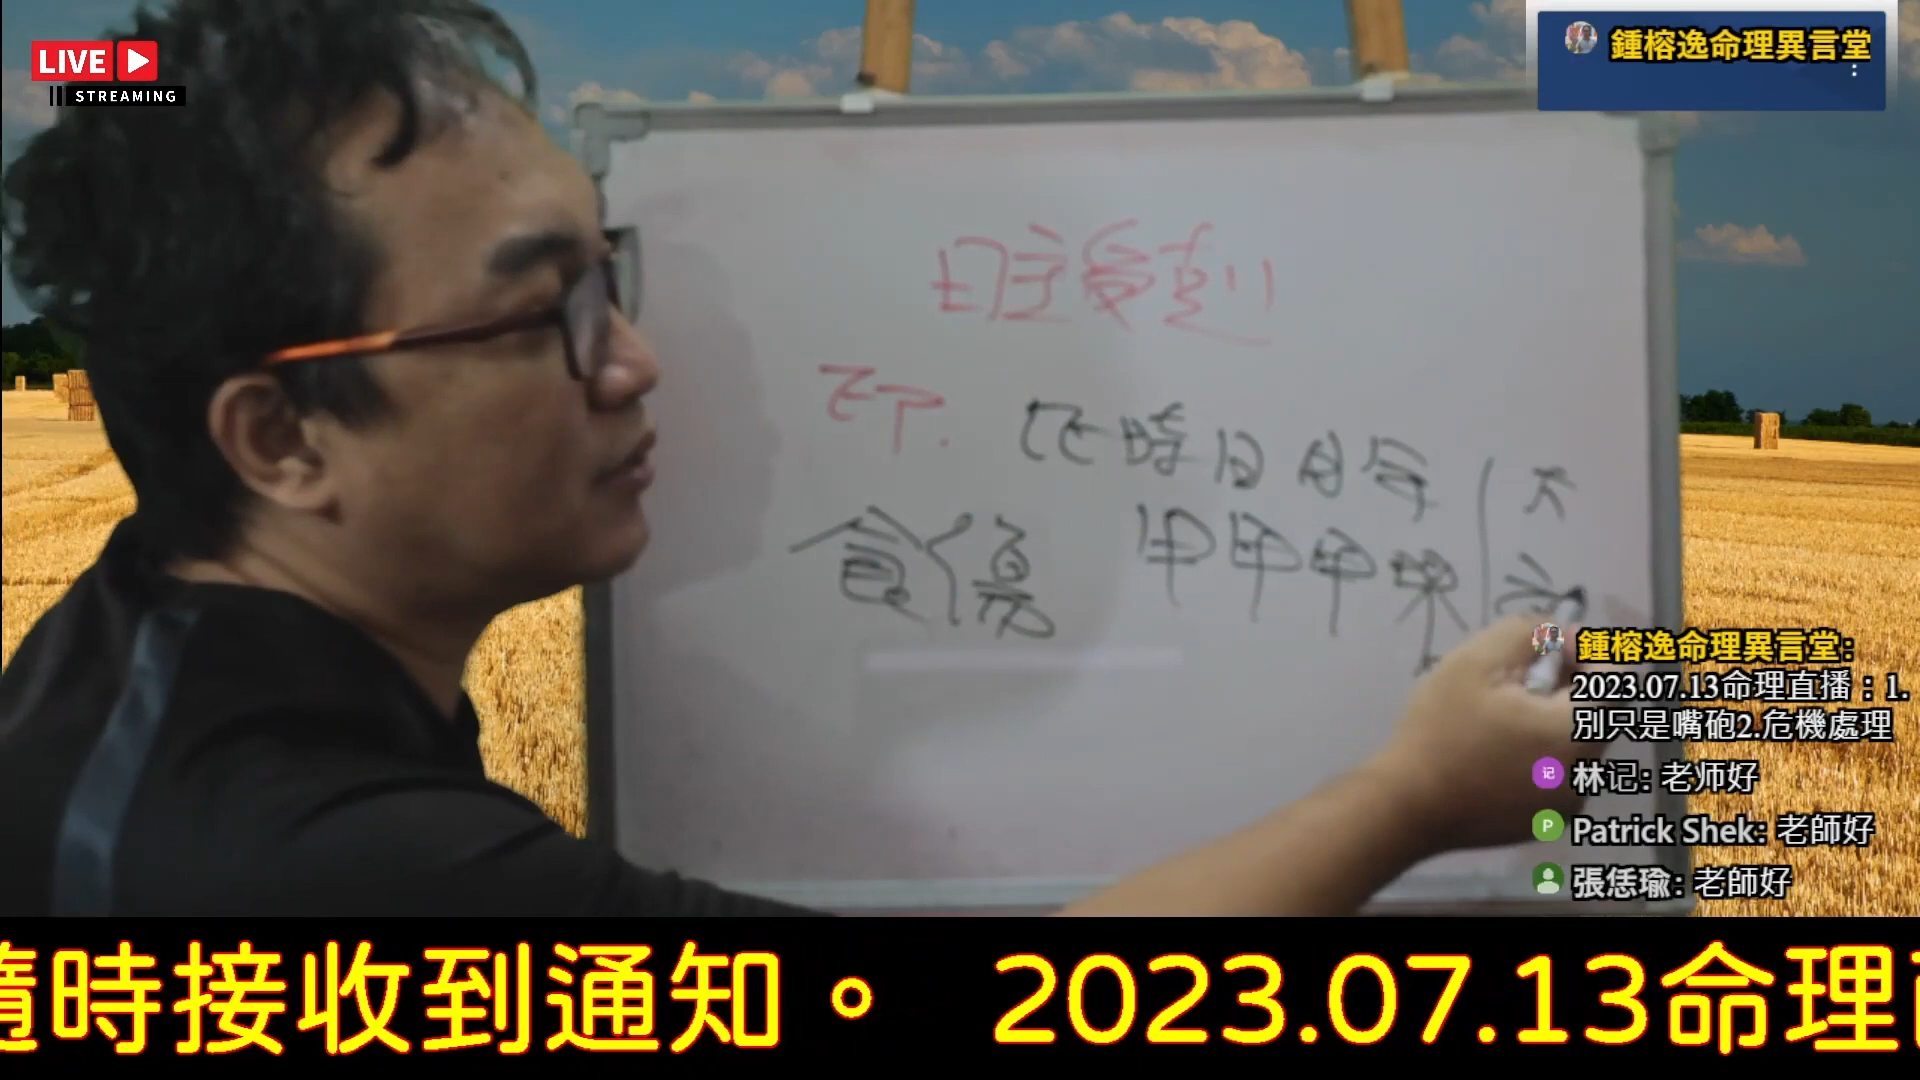 LIVE
STREAMING
鍾榕逸命理異言堂
日主受剋
時日月年
食傷
甲甲甲
鍾榕逸命理異言堂:
2023.07.13命理直播：1.
別只是嘴砲2.危機處理
林记: 老师好
Patrick Shek: 老師好
張恁瑜: 老師好
隨時接收到通知。 2023.07.13命理